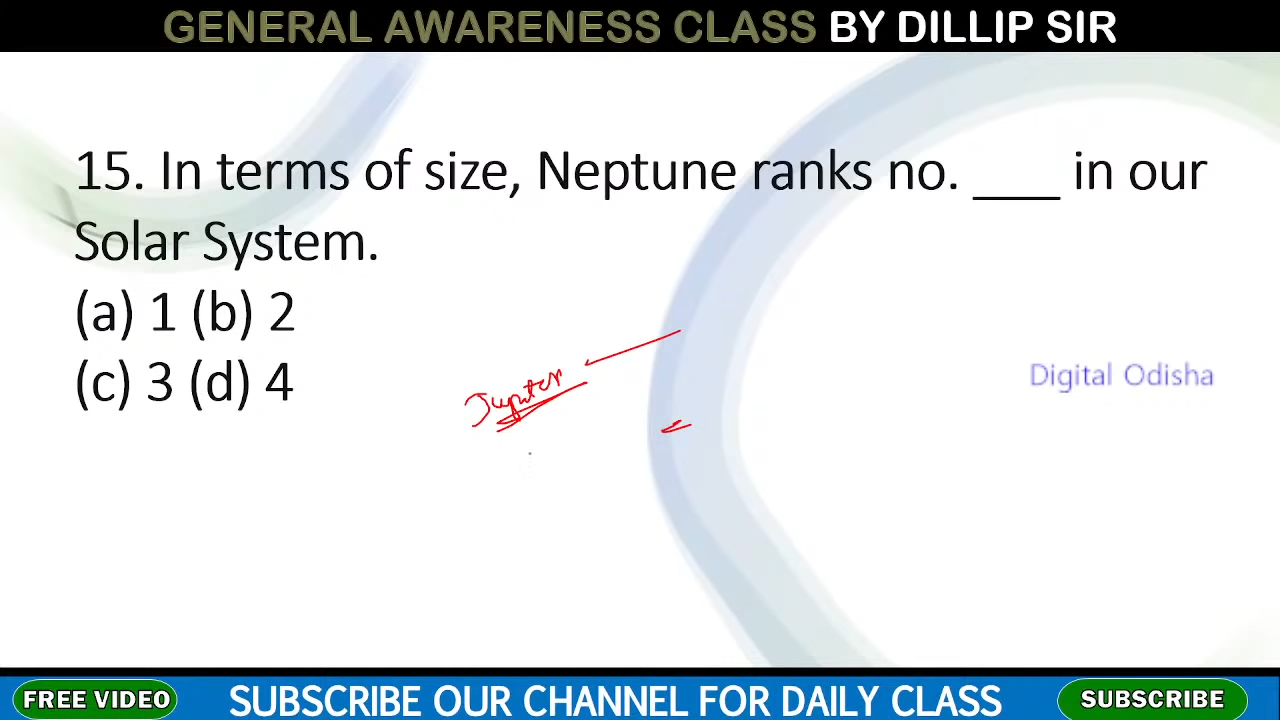 GENERAL AWARENESS CLASS BY DILLIP SIR
15. In terms of size, Neptune ranks no. ____ in our
Solar System.
(a) 1 (b) 2
(c) 3 (d) 4
Jupiter
Digital Odisha
FREE VIDEO
SUBSCRIBE OUR CHANNEL FOR DAILY CLASS
SUBSCRIBE